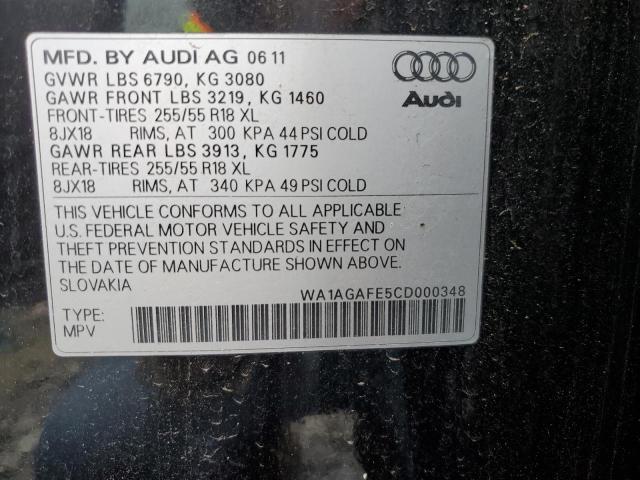 MFD. BY AUDI AG 06 11
GVWR LBS 6790, KG 3080
GAWR FRONT LBS 3219, KG 1460
FRONT-TIRES 255/55 R18 XL
8JX18 RIMS, AT 300 KPA 44 PSI COLD
GAWR REAR LBS 3913, KG 1775
REAR-TIRES 255/55 R18 XL
8JX18 RIMS, AT 340 KPA 49 PSI COLD
Audi
THIS VEHICLE CONFORMS TO ALL APPLICABLE
U.S. FEDERAL MOTOR VEHICLE SAFETY AND
THEFT PREVENTION STANDARDS IN EFFECT ON
THE DATE OF MANUFACTURE SHOWN ABOVE.
SLOVAKIA
WA1AGAFE5CD000348
TYPE:
MPV